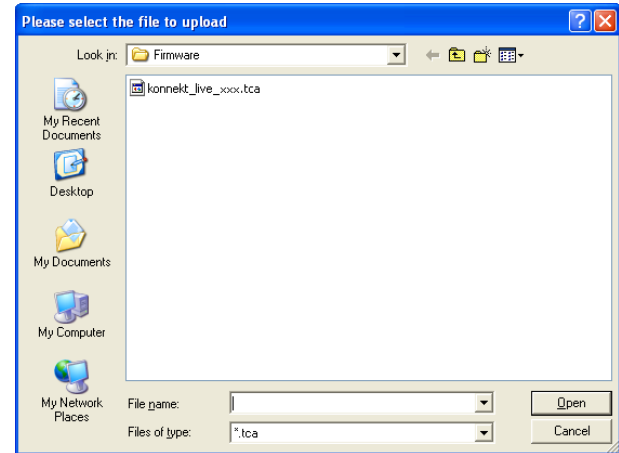 Please select the file to upload
Look in:
Firmware
konnekt_live_xxx.tca
My Recent
Documents
Desktop
My Documents
My Computer
My Network
Places
File name:
Open
Files of type:
*.tca
Cancel